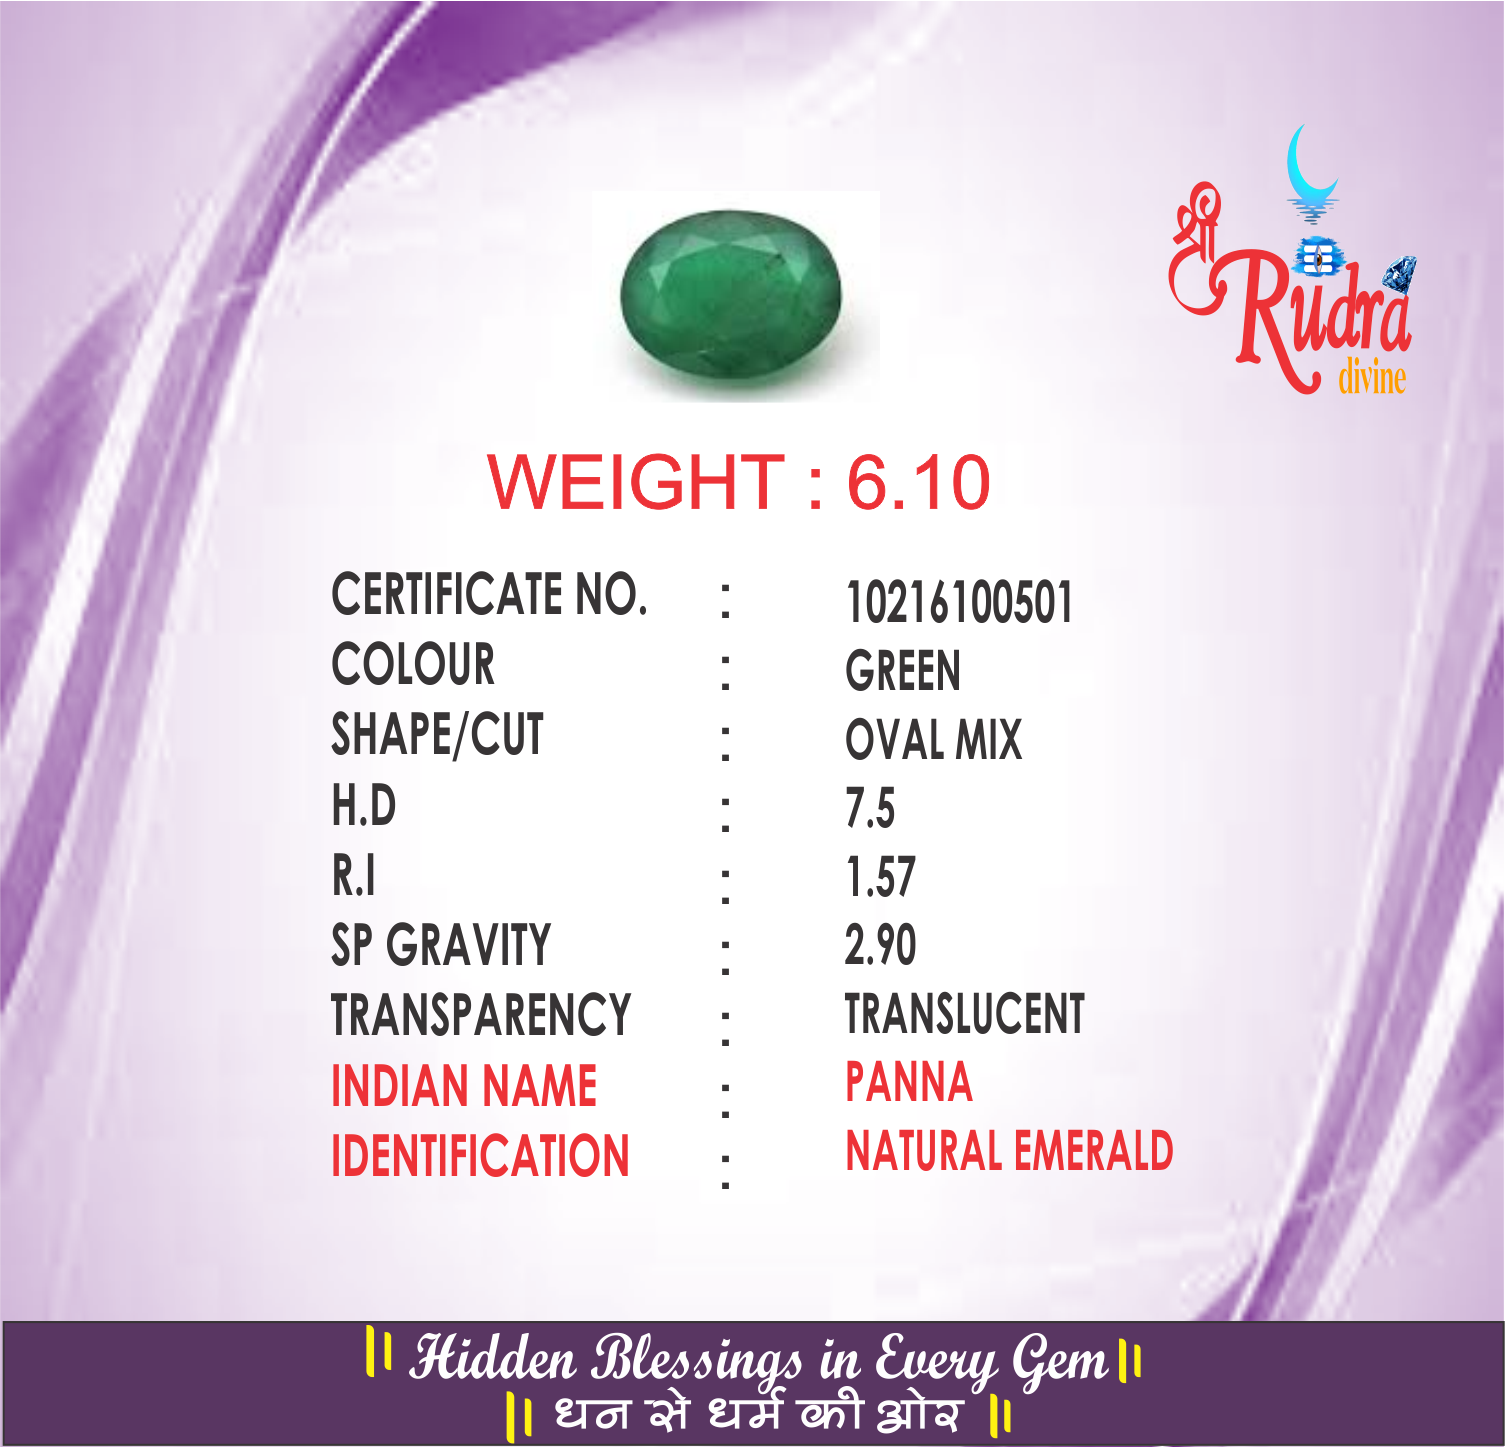 श्री
Rudra
divine
WEIGHT : 6.10
CERTIFICATE NO. : 10216100501
COLOUR : GREEN
SHAPE/CUT : OVAL MIX
H.D : 7.5
R.I : 1.57
SP GRAVITY : 2.90
TRANSPARENCY : TRANSLUCENT
INDIAN NAME : PANNA
IDENTIFICATION : NATURAL EMERALD
|| Hidden Blessings in Every Gem ||
|| धन से धर्म की ओर ||